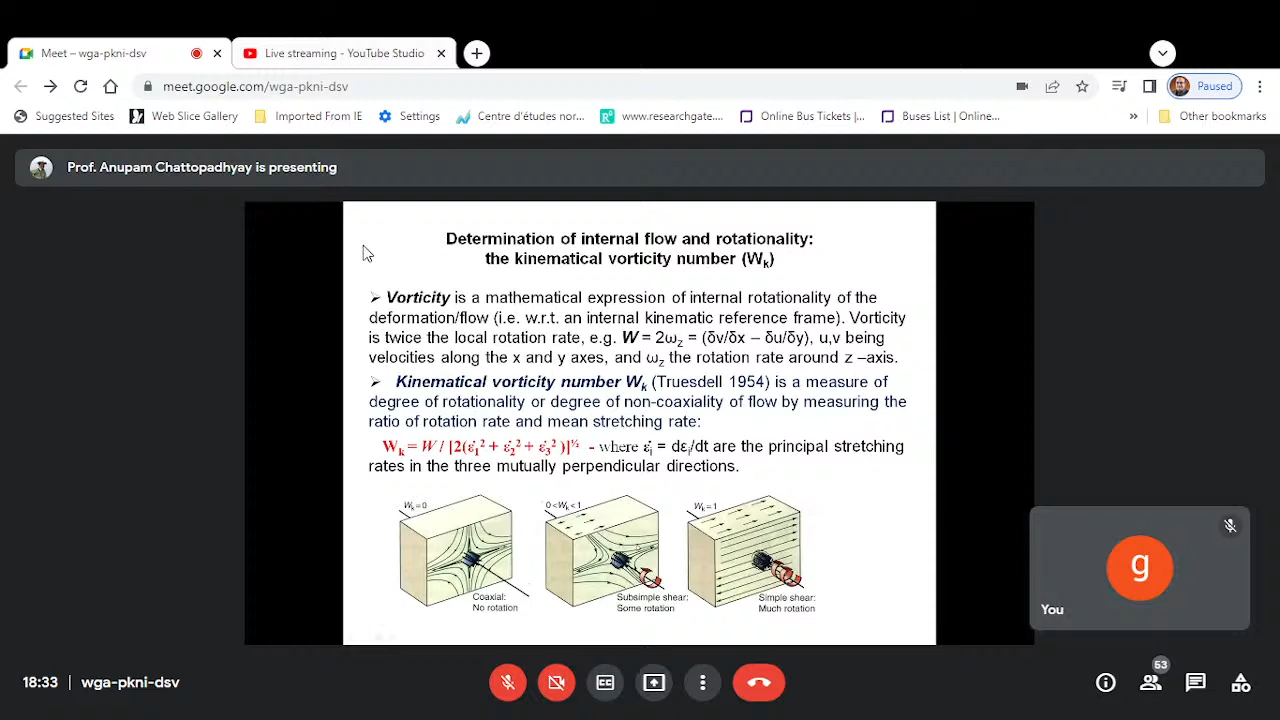 Meet – wga-pkni-dsv
Live streaming - YouTube Studio
meet.google.com/wga-pkni-dsv
Paused
Suggested Sites
Web Slice Gallery
Imported From IE
Settings
Centre d'études nor...
www.researchgate....
Online Bus Tickets |...
Buses List | Online...
Other bookmarks
Prof. Anupam Chattopadhyay is presenting
Determination of internal flow and rotationality:
the kinematical vorticity number (Wk)
➢ Vorticity is a mathematical expression of internal rotationality of the
deformation/flow (i.e. w.r.t. an internal kinematic reference frame). Vorticity
is twice the local rotation rate, e.g. W = 2ωz = (δv/δx – δu/δy), u,v being
velocities along the x and y axes, and ωz the rotation rate around z –axis.
➢ Kinematical vorticity number Wk (Truesdell 1954) is a measure of
degree of rotationality or degree of non-coaxiality of flow by measuring the
ratio of rotation rate and mean stretching rate:
Wk = W / [2(ε̇₁² + ε̇₂² + ε̇₃² )]½ - where ε̇i = dεi/dt are the principal stretching
rates in the three mutually perpendicular directions.
Wk=0
0<Wk<1
Wk=1
Coaxial:
No rotation
Subsimple shear:
Some rotation
Simple shear:
Much rotation
g
You
18:33 | wga-pkni-dsv
CC
53